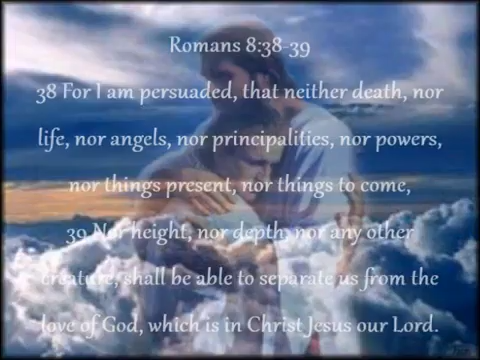 Romans 8:38-39
38 For I am persuaded, that neither death, nor
life, nor angels, nor principalities, nor powers,
nor things present, nor things to come,
39 Nor height, nor depth, nor any other
creature, shall be able to separate us from the
love of God, which is in Christ Jesus our Lord.